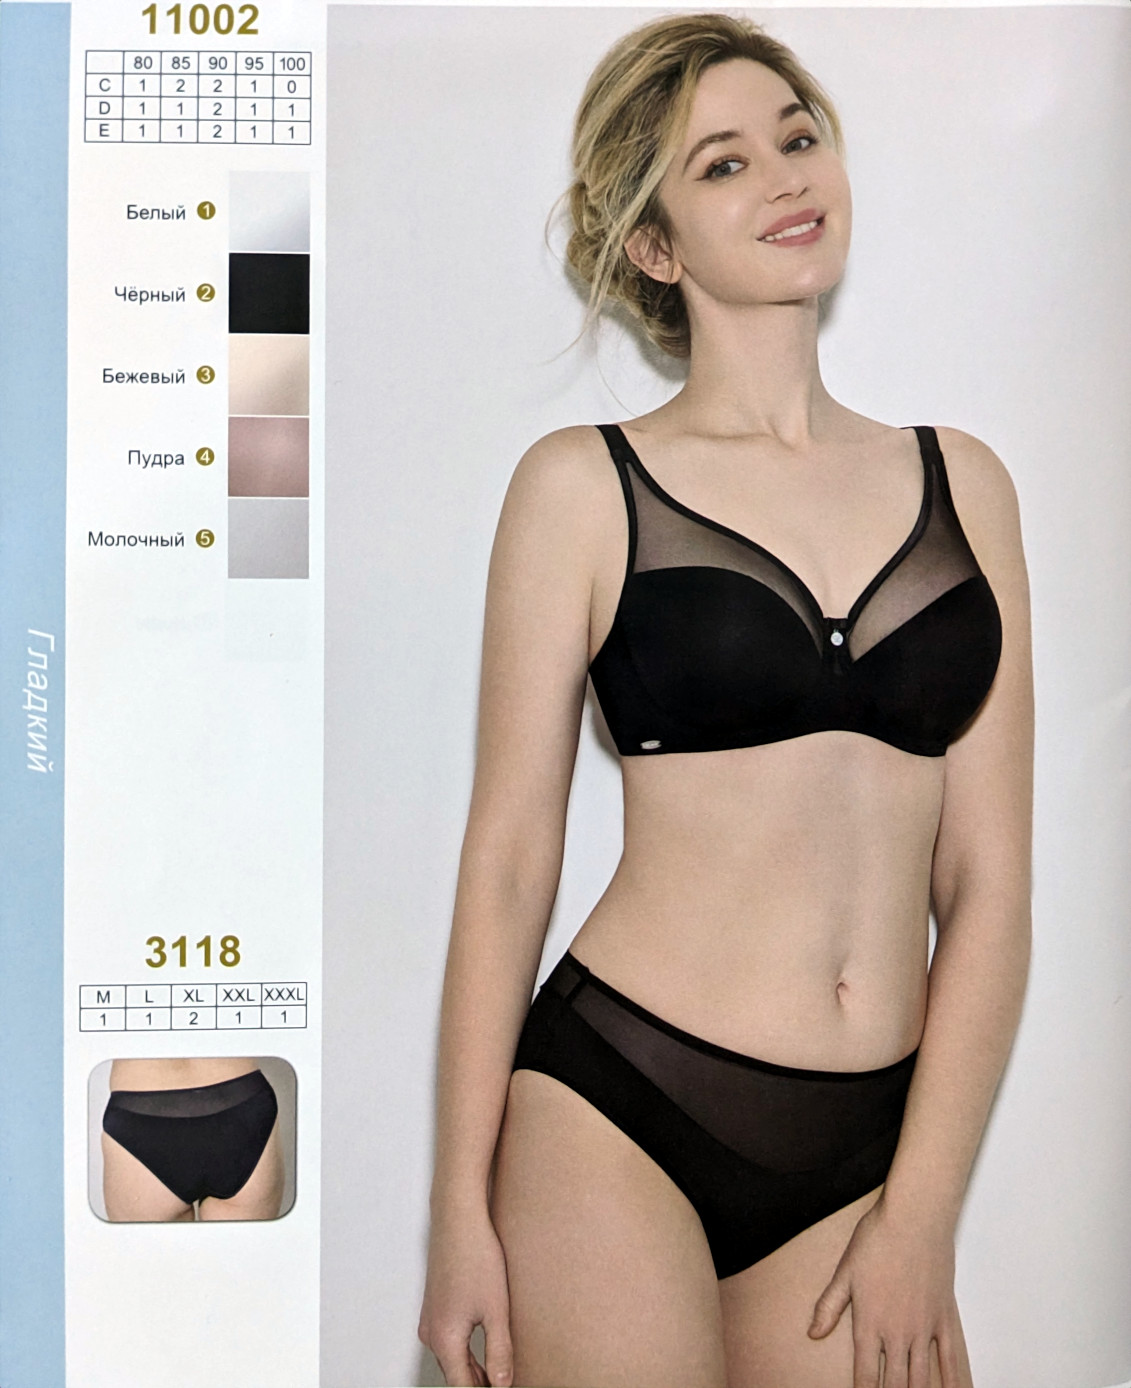 11002
80 85 90 95 100
C 1 2 2 1 0
D 1 1 2 1 1
E 1 1 2 1 1
Белый 1
Чёрный 2
Бежевый 3
Пудра 4
Молочный 5
Гладкий
3118
M L XL XXL XXXL
1 1 2 1 1